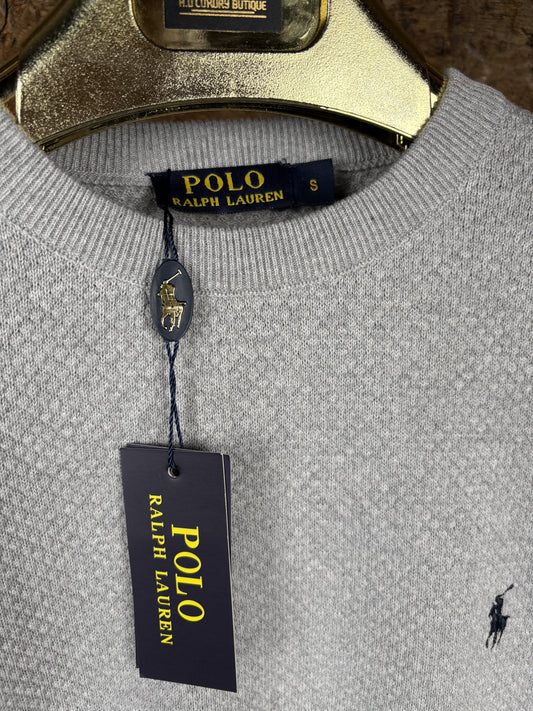 H.D LUXURY BUTIQUE
POLO
RALPH LAUREN
S
POLO
RALPH LAUREN